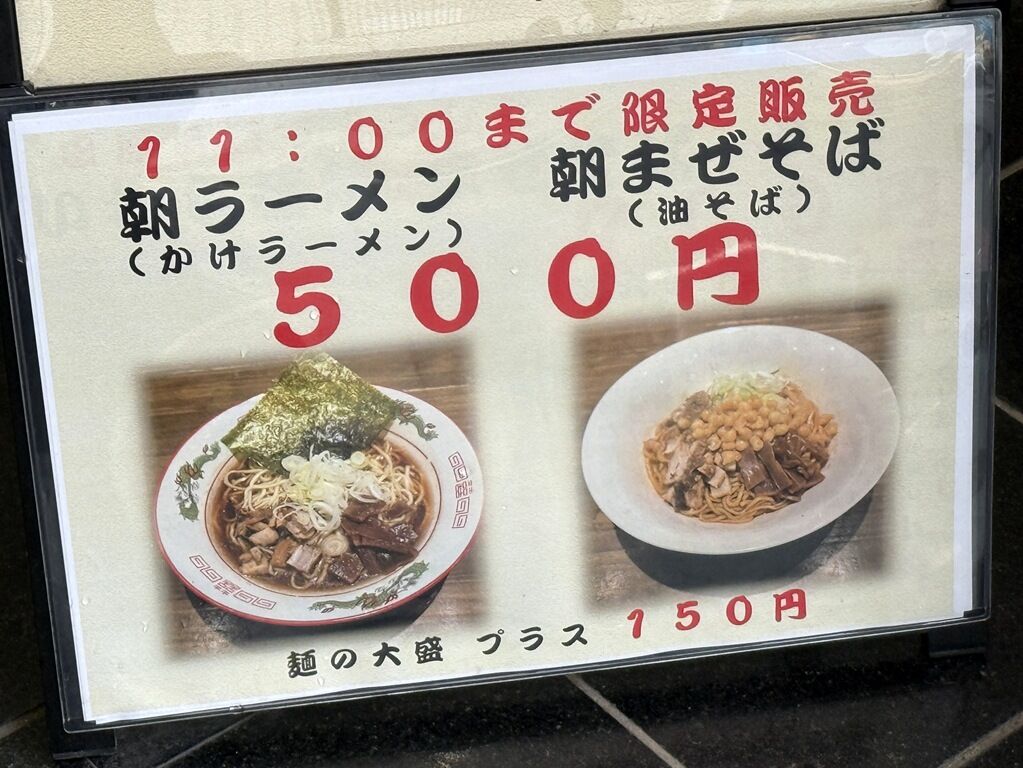 11:00まで限定販売
朝ラーメン
(かけラーメン)
朝まぜそば
(油そば)
500円
麺の大盛 プラス 150円